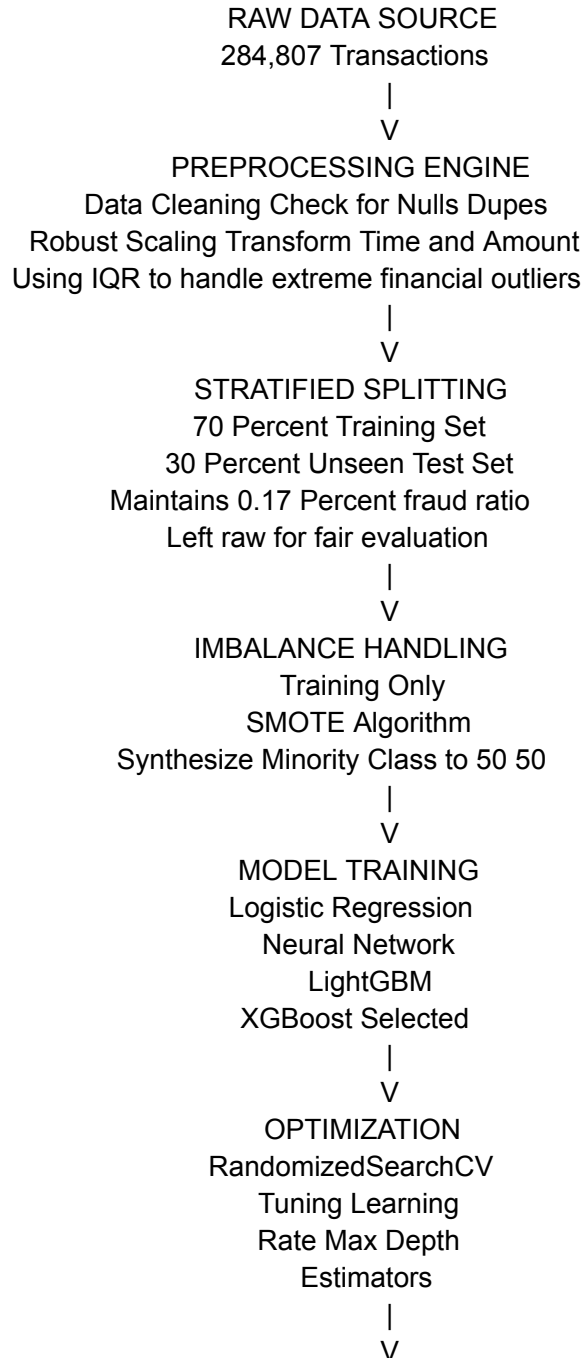 RAW DATA SOURCE
284,807 Transactions
|
V
PREPROCESSING ENGINE
Data Cleaning Check for Nulls Dupes
Robust Scaling Transform Time and Amount
Using IQR to handle extreme financial outliers
|
V
STRATIFIED SPLITTING
70 Percent Training Set
30 Percent Unseen Test Set
Maintains 0.17 Percent fraud ratio
Left raw for fair evaluation
|
V
IMBALANCE HANDLING
Training Only
SMOTE Algorithm
Synthesize Minority Class to 50 50
|
V
MODEL TRAINING
Logistic Regression
Neural Network
LightGBM
XGBoost Selected
|
V
OPTIMIZATION
RandomizedSearchCV
Tuning Learning
Rate Max Depth
Estimators
|
V